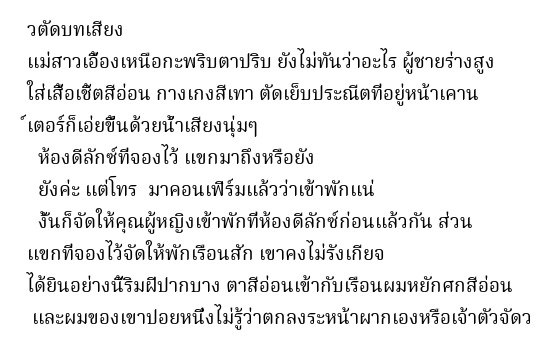 วตัดบทเสียง
แม่สาวเอื้องเหนือกะพริบตาปริบ ยังไม่ทันว่าอะไร ผู้ชายร่างสูง
ใส่เสื้อเชิ้ตสีอ่อน กางเกงสีเทา ตัดเย็บประณีตที่อยู่หน้าเคาน
์เตอร์ก็เอ่ยขึ้นด้วยน้ำเสียงนุ่มๆ
ห้องดีลักซ์ที่จองไว้ แขกมาถึงหรือยัง
ยังค่ะ แต่โทร มาคอนเฟิร์มแล้วว่าเข้าพักแน่
งั้นก็จัดให้คุณผู้หญิงเข้าพักที่ห้องดีลักซ์ก่อนแล้วกัน ส่วน
แขกที่จองไว้จัดให้พักเรือนสัก เขาคงไม่รังเกียจ
ได้ยินอย่างนี้ริมฝีปากบาง ตาสีอ่อนเข้ากับเรือนผมหยักศกสีอ่อน
และผมของเขาปอยหนึ่งไม่รู้ว่าตกลงระหน้าผากเองหรือเจ้าตัวจัดว